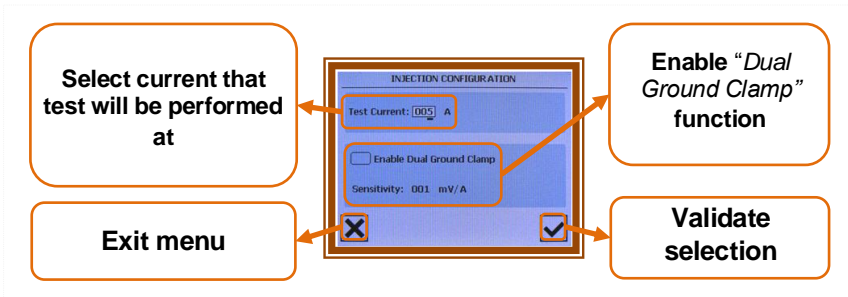 Select current that
test will be performed
at
INJECTION CONFIGURATION
Test Current: 005 A
Enable Dual Ground Clamp
Sensitivity: 001 mV/A
Enable “Dual
Ground Clamp”
function
Exit menu
Validate
selection